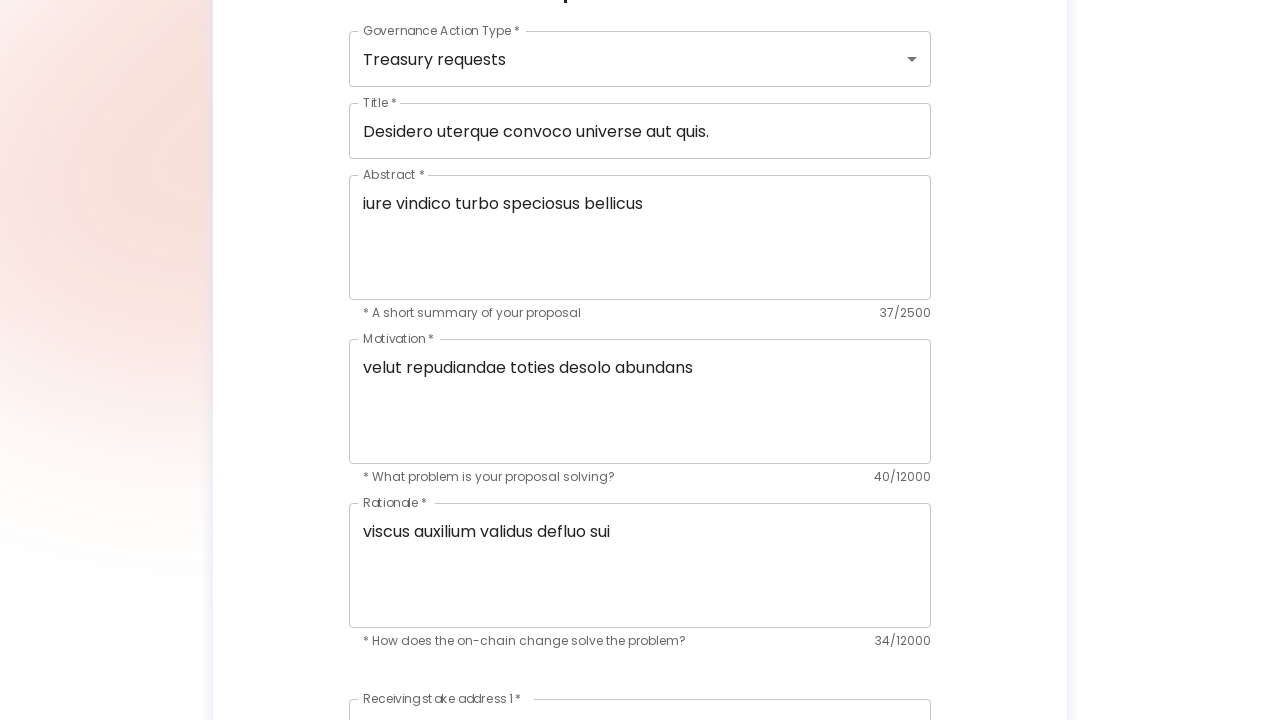 Governance Action Type *
Treasury requests
Title *
Desidero uterque convoco universe aut quis.
Abstract *
iure vindico turbo speciosus bellicus
* A short summary of your proposal 37/2500
Motivation *
velut repudiandae toties desolo abundans
* What problem is your proposal solving? 40/12000
Rationale *
viscus auxilium validus defluo sui
* How does the on-chain change solve the problem? 34/12000
Receiving stake address 1 *